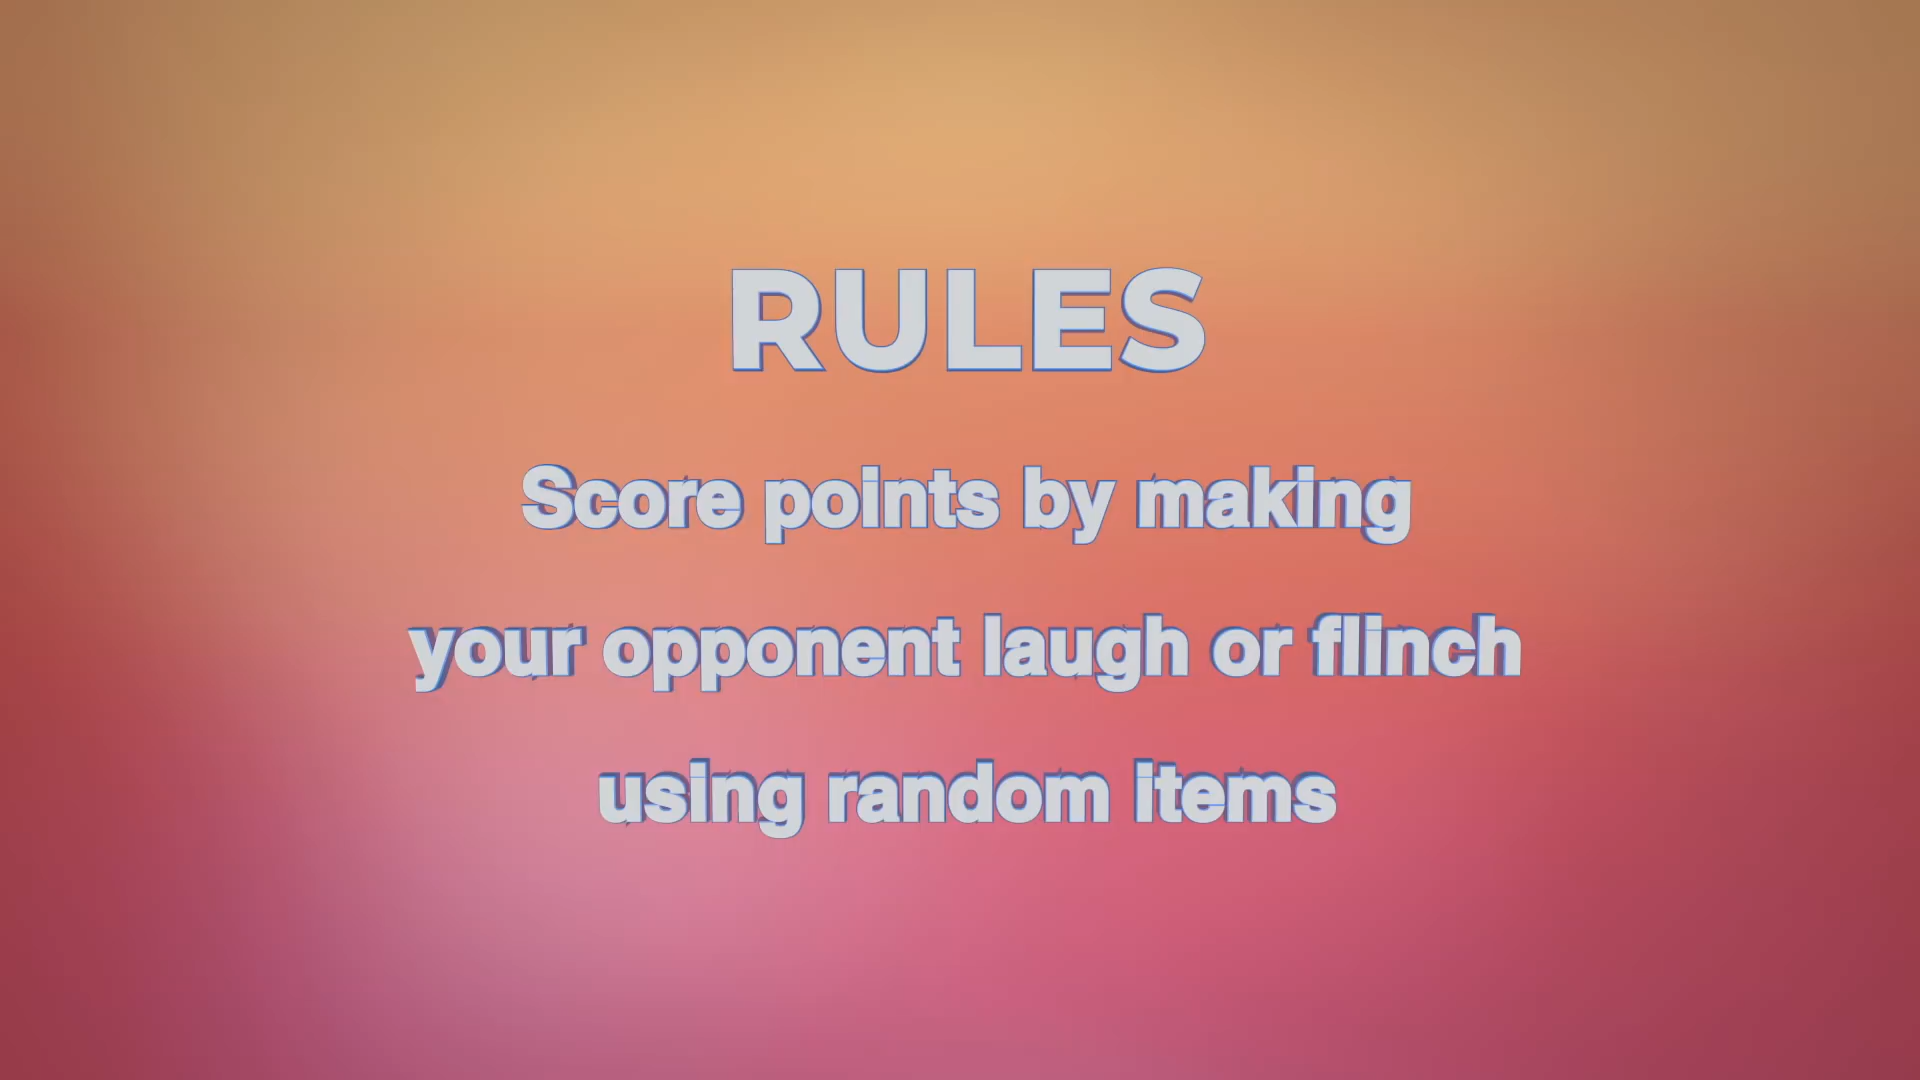 RULES
Score points by making
your opponent laugh or flinch
using random items